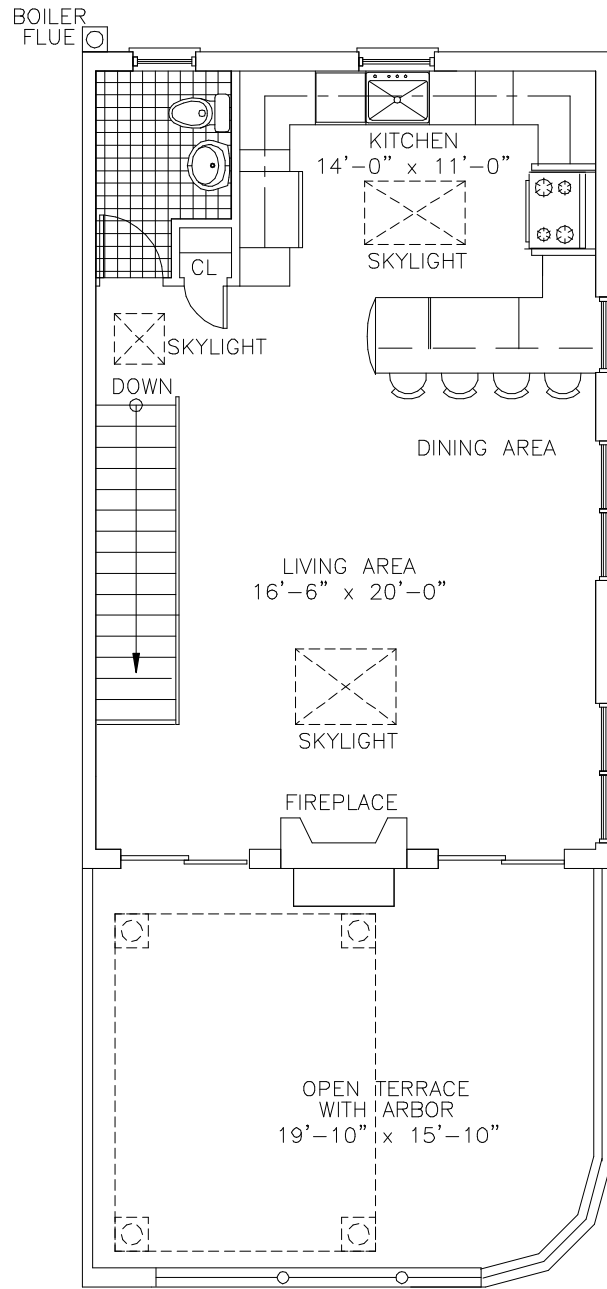 BOILER
FLUE
KITCHEN
14'-0" x 11'-0"
SKYLIGHT
CL
SKYLIGHT
DOWN
DINING AREA
LIVING AREA
16'-6" x 20'-0"
SKYLIGHT
FIREPLACE
OPEN TERRACE
WITH ARBOR
19'-10" x 15'-10"